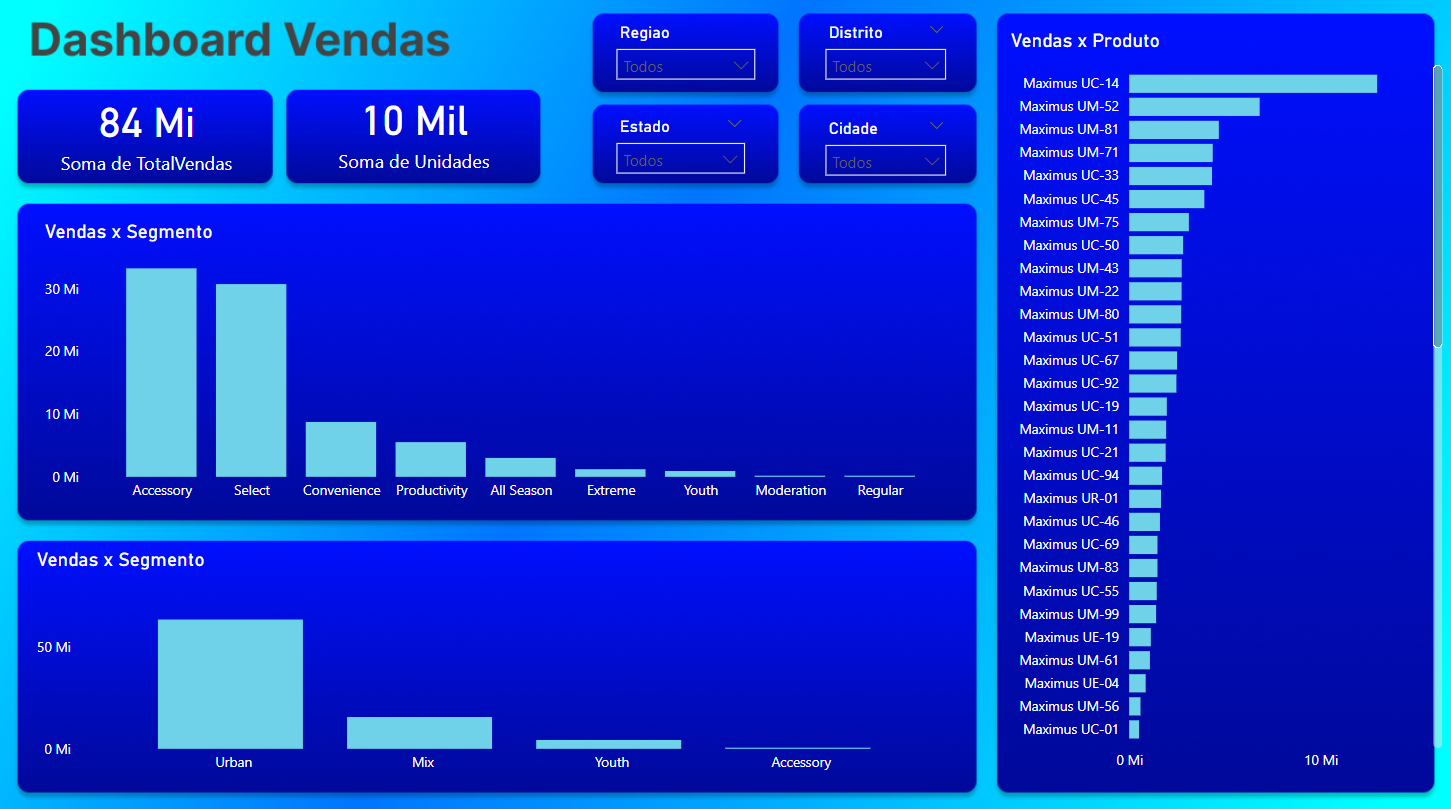 Dashboard Vendas
84 Mi
Soma de TotalVendas
10 Mil
Soma de Unidades
Regiao
Todos
Distrito
Todos
Estado
Todos
Cidade
Todos
Vendas x Segmento
30 Mi
20 Mi
10 Mi
0 Mi
Accessory Select Convenience Productivity All Season Extreme Youth Moderation Regular
Vendas x Segmento
50 Mi
0 Mi
Urban Mix Youth Accessory
Vendas x Produto
Maximus UC-14
Maximus UM-52
Maximus UM-81
Maximus UM-71
Maximus UC-33
Maximus UC-45
Maximus UM-75
Maximus UC-50
Maximus UM-43
Maximus UM-22
Maximus UM-80
Maximus UC-51
Maximus UC-67
Maximus UC-92
Maximus UC-19
Maximus UM-11
Maximus UC-21
Maximus UC-94
Maximus UR-01
Maximus UC-46
Maximus UC-69
Maximus UM-83
Maximus UC-55
Maximus UM-99
Maximus UE-19
Maximus UM-61
Maximus UE-04
Maximus UM-56
Maximus UC-01
0 Mi 10 Mi